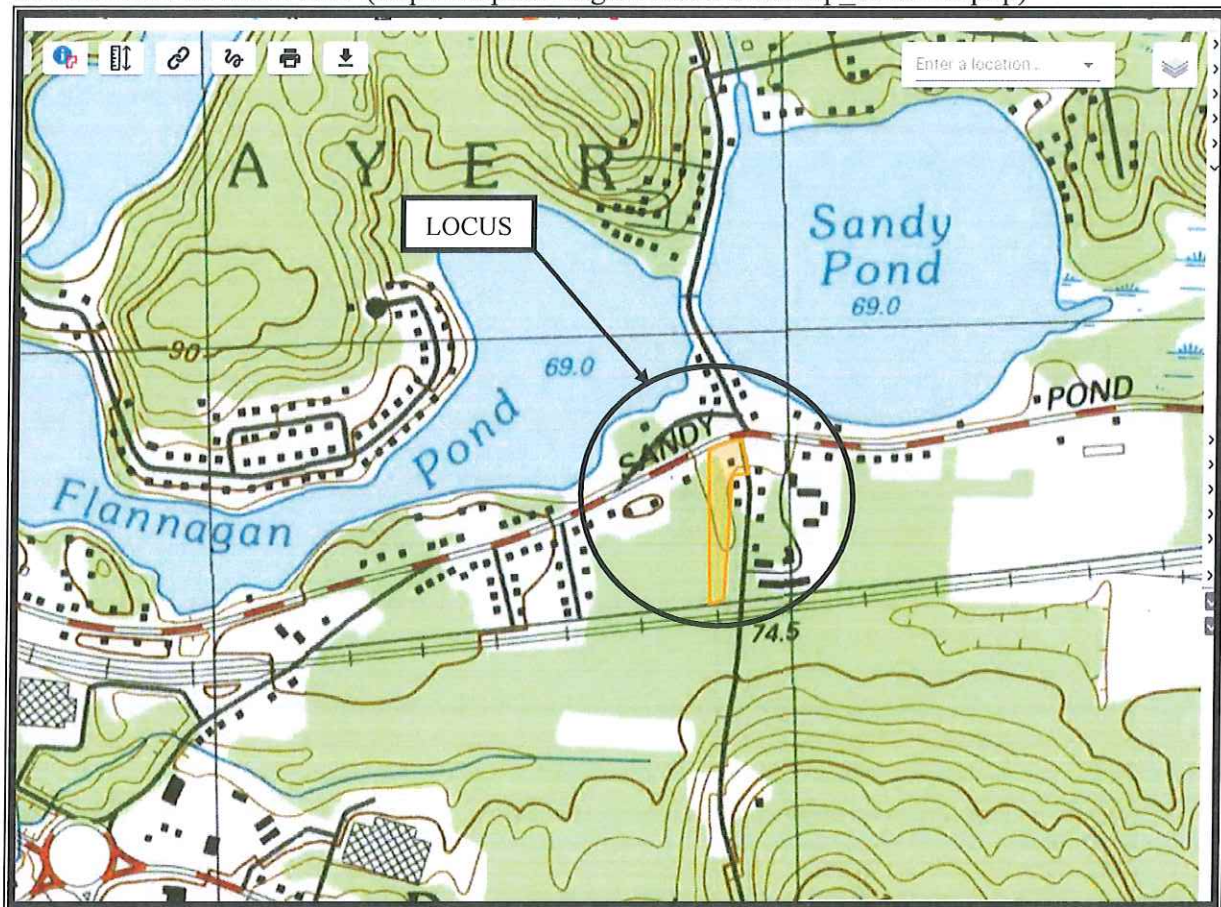 Enter a location..
A Y E R
LOCUS
Sandy
Pond
69.0
90
69.0
POND
SANDY
Flannagan Pond
74.5